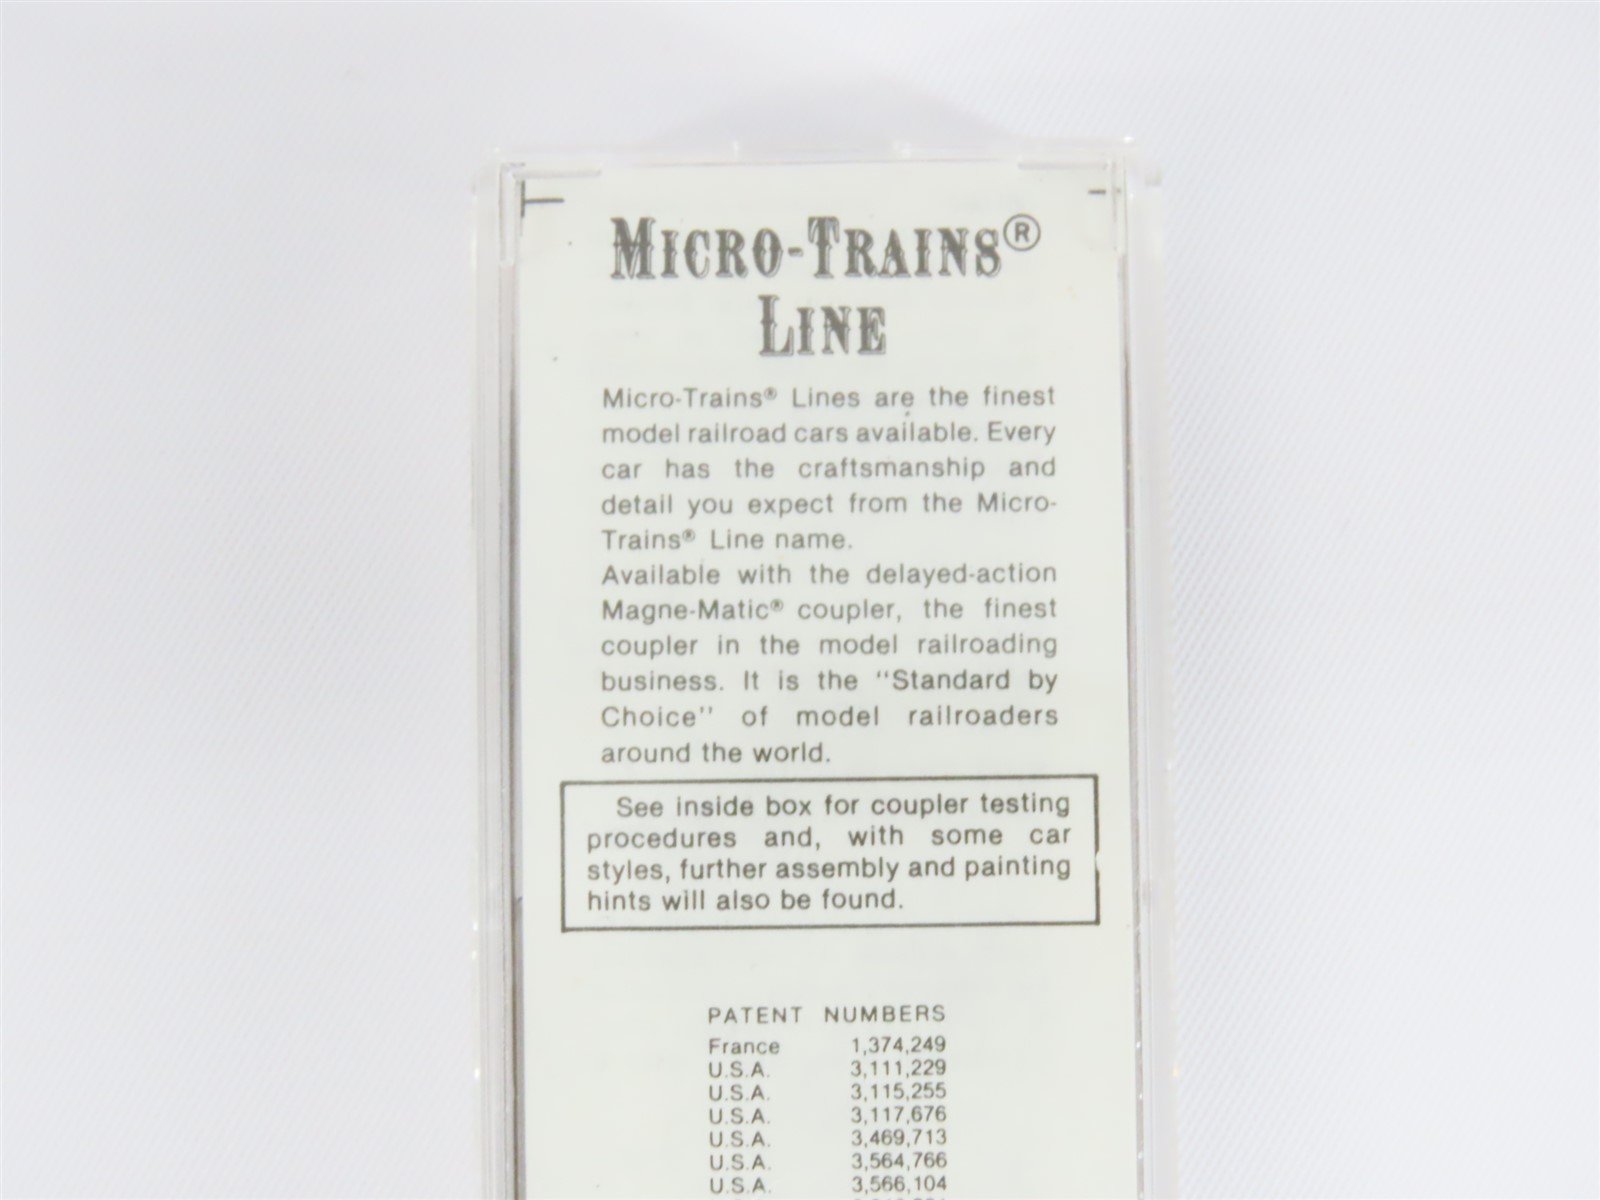 MICRO-TRAINS®
LINE
Micro-Trains® Lines are the finest
model railroad cars available. Every
car has the craftsmanship and
detail you expect from the Micro-
Trains® Line name.
Available with the delayed-action
Magne-Matic® coupler, the finest
coupler in the model railroading
business. It is the "Standard by
Choice" of model railroaders
around the world.
See inside box for coupler testing
procedures and, with some car
styles, further assembly and painting
hints will also be found.
PATENT NUMBERS
France 1,374,249
U.S.A. 3,111,229
U.S.A. 3,115,255
U.S.A. 3,117,676
U.S.A. 3,469,713
U.S.A. 3,564,766
U.S.A. 3,566,104